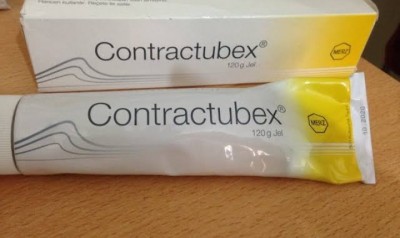 Contractubex®
120 g Jel
MERZ
Contractubex®
120 g Jel
MERZ